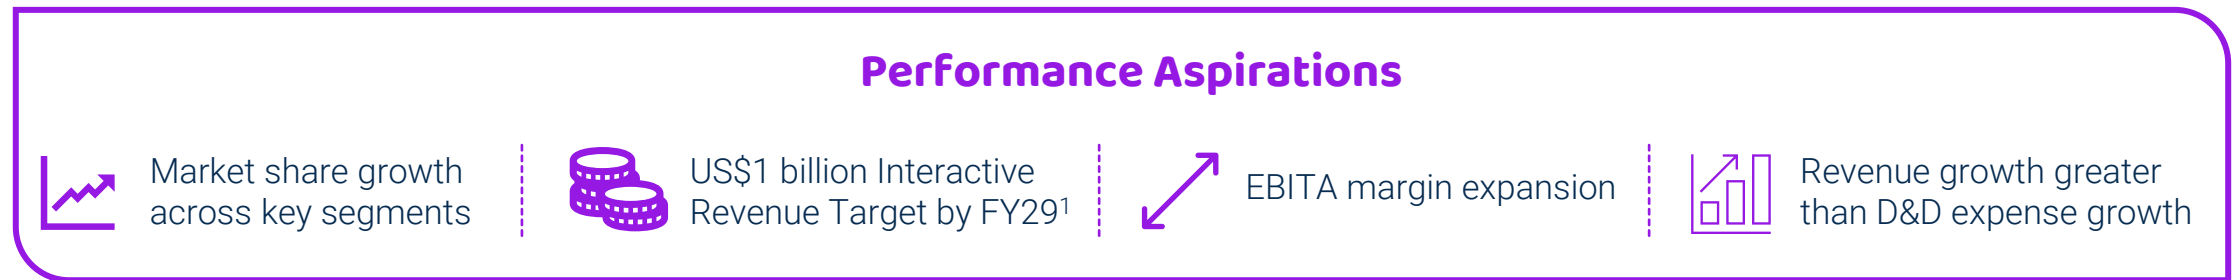 Performance Aspirations
Market share growth
across key segments
US$1 billion Interactive
Revenue Target by FY29¹
EBITA margin expansion
Revenue growth greater
than D&D expense growth